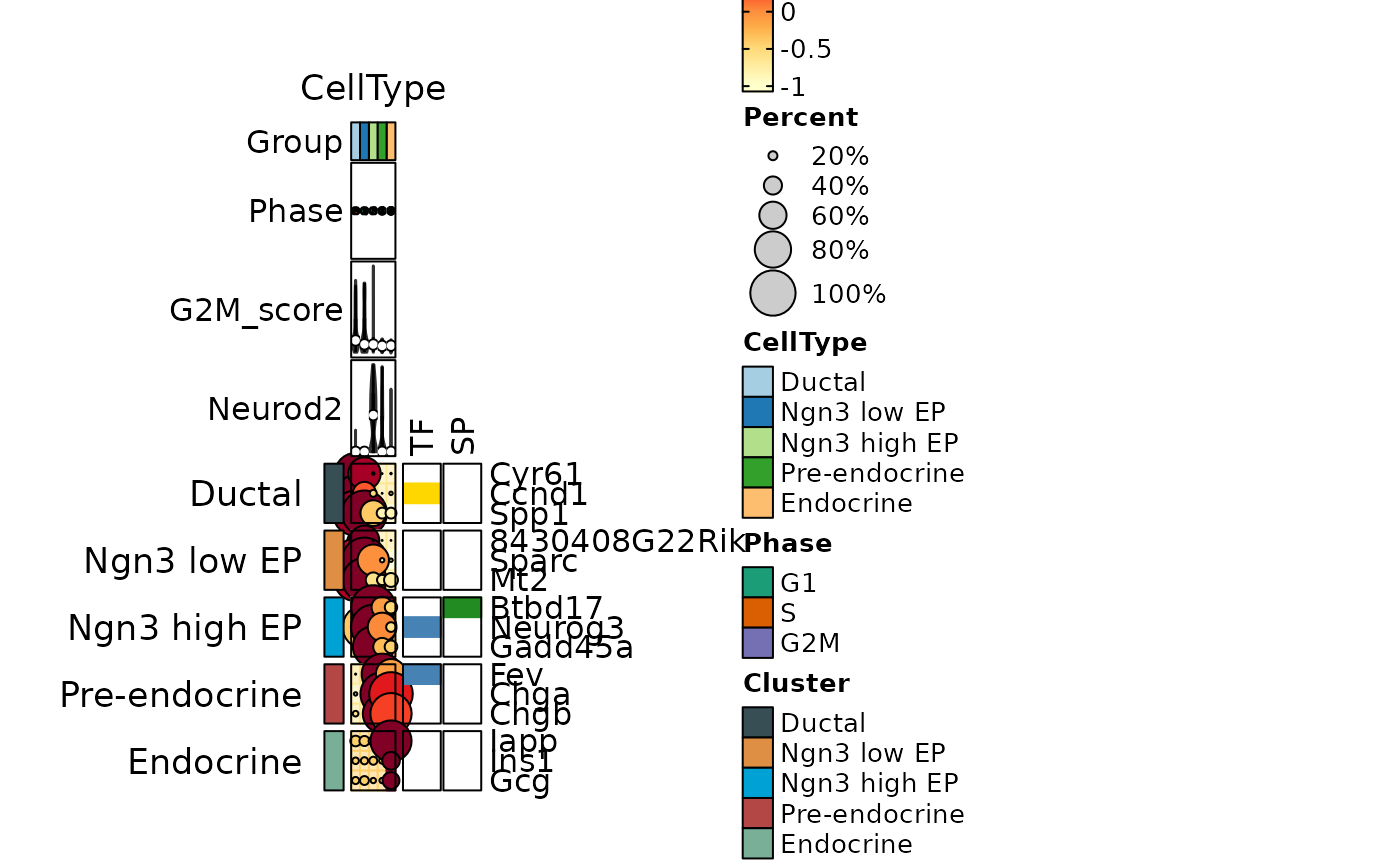 CellType
Group
Phase
G2M_score
Neurod2
TF
SP
Ductal
Ngn3 low EP
Ngn3 high EP
Pre-endocrine
Endocrine
Cyr61
Ccnd1
Spp1
8430408G22Rik
Sparc
Mt2
Btbd17
Neurog3
Gadd45a
Fev
Chga
Chgb
Iapp
Ins1
Gcg
0
-0.5
-1
Percent
20%
40%
60%
80%
100%
CellType
Ductal
Ngn3 low EP
Ngn3 high EP
Pre-endocrine
Endocrine
Phase
G1
S
G2M
Cluster
Ductal
Ngn3 low EP
Ngn3 high EP
Pre-endocrine
Endocrine